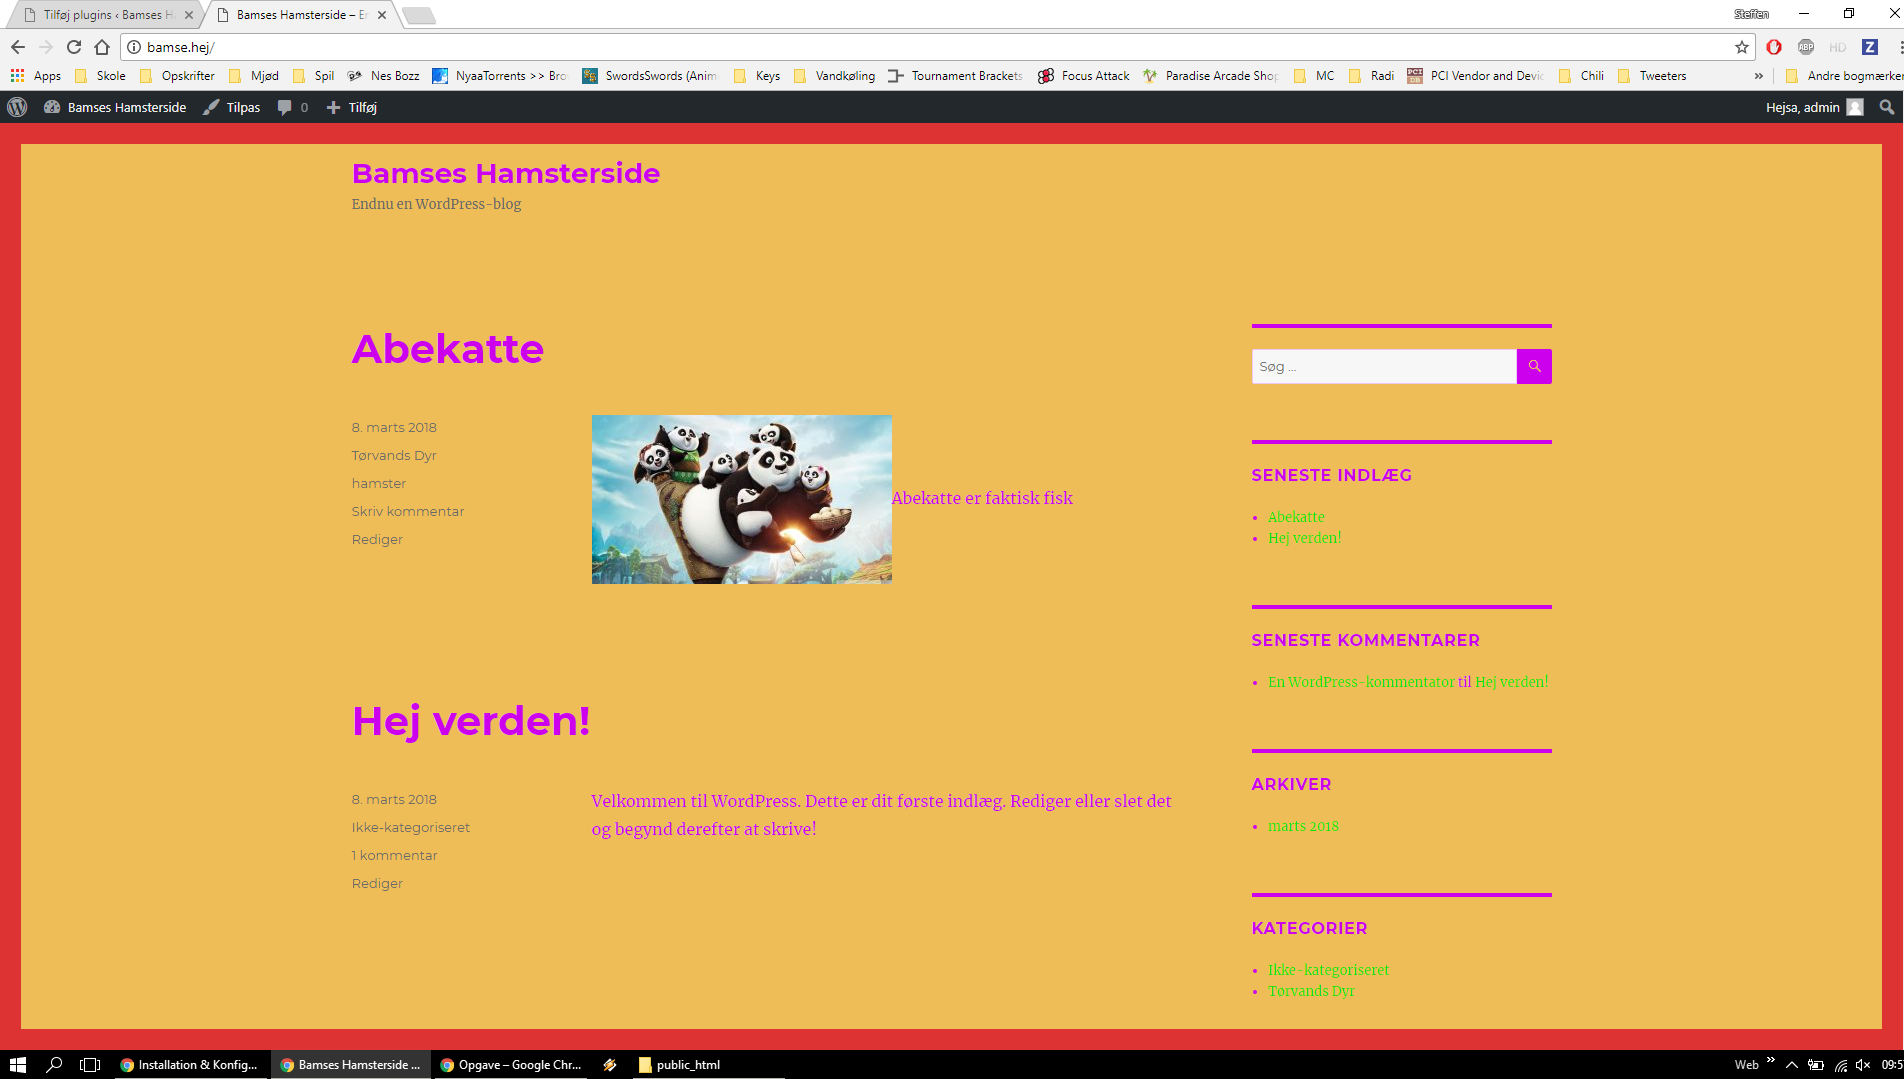 Tilføj plugins ‹ Bamses H
Bamses Hamsterside – En
Steffen
bamse.hej/
ABP
HD
Z
Apps
Skole
Opskrifter
Mjød
Spil
Nes Bozz
NyaaTorrents >> Bro
SwordsSwords (Anim
Keys
Vandkøling
Tournament Brackets
Focus Attack
Paradise Arcade Shop
MC
Radi
PCI Vendor and Devic
Chili
Tweeters
»
Andre bogmærker
Bamses Hamsterside
Tilpas
0
Tilføj
Hejsa, admin
Bamses Hamsterside
Endnu en WordPress-blog
Abekatte
8. marts 2018
Tørvands Dyr
hamster
Skriv kommentar
Rediger
Abekatte er faktisk fisk
Hej verden!
8. marts 2018
Ikke-kategoriseret
1 kommentar
Rediger
Velkommen til WordPress. Dette er dit første indlæg. Rediger eller slet det
og begynd derefter at skrive!
Søg …
SENESTE INDLÆG
Abekatte
Hej verden!
SENESTE KOMMENTARER
En WordPress-kommentator til Hej verden!
ARKIVER
marts 2018
KATEGORIER
Ikke-kategoriseret
Tørvands Dyr
Installation & Konfig...
Bamses Hamsterside ...
Opgave – Google Chr...
public_html
Web
»
09:5